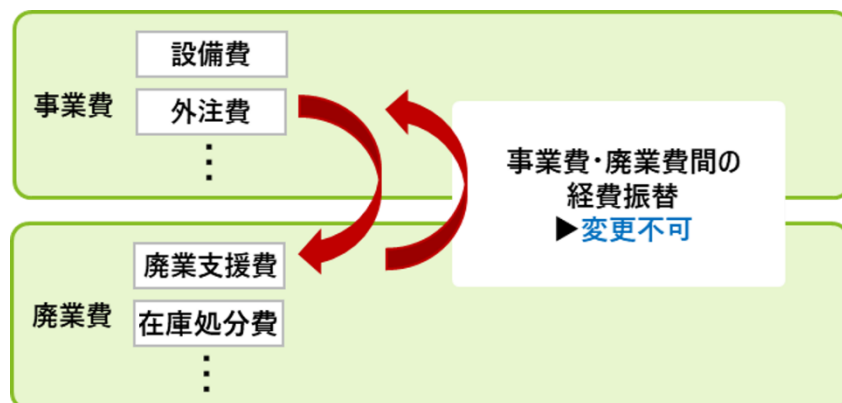 事業費
設備費
外注費
⋮
事業費・廃業費間の
経費振替
▶変更不可
廃業費
廃業支援費
在庫処分費
⋮